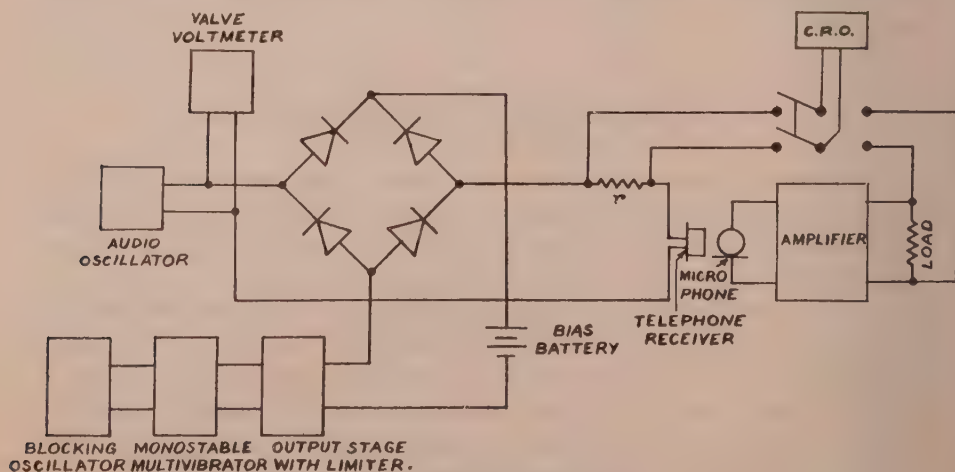 VALVE
VOLTMETER
C.R.O.
AUDIO
OSCILLATOR
r
AMPLIFIER
LOAD
MICRO
PHONE
TELEPHONE
RECEIVER
BIAS
BATTERY
BLOCKING MONOSTABLE OUTPUT STAGE
OSCILLATOR MULTIVIBRATOR WITH LIMITER.